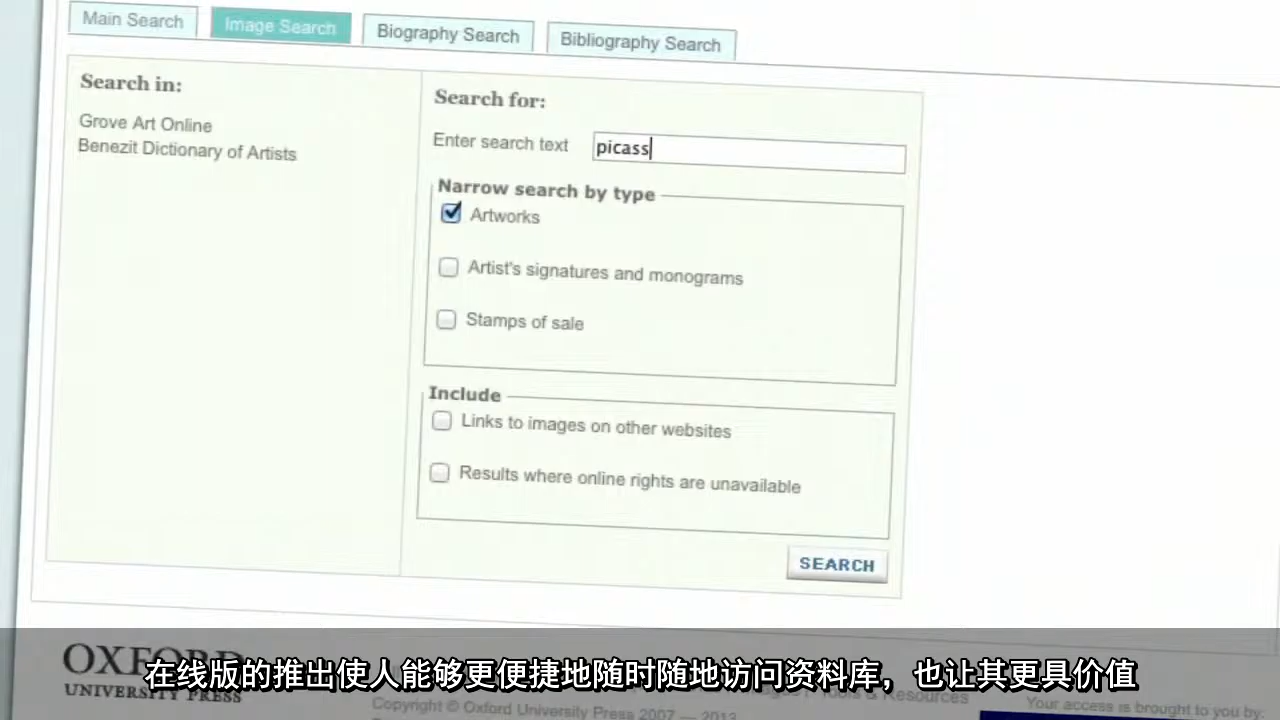 Main Search
Image Search
Biography Search
Bibliography Search
Search in:
Grove Art Online
Benezit Dictionary of Artists
Search for:
Enter search text
picass
Narrow search by type
Artworks
Artist's signatures and monograms
Stamps of sale
Include
Links to images on other websites
Results where online rights are unavailable
SEARCH
OXFORD
UNIVERSITY PRESS
在线版的推出使人能够更便捷地随时随地访问资料库，也让其更具价值
& Resources
Copyright © Oxford University Press 2007 — 2013.
Your access is brought to you by: